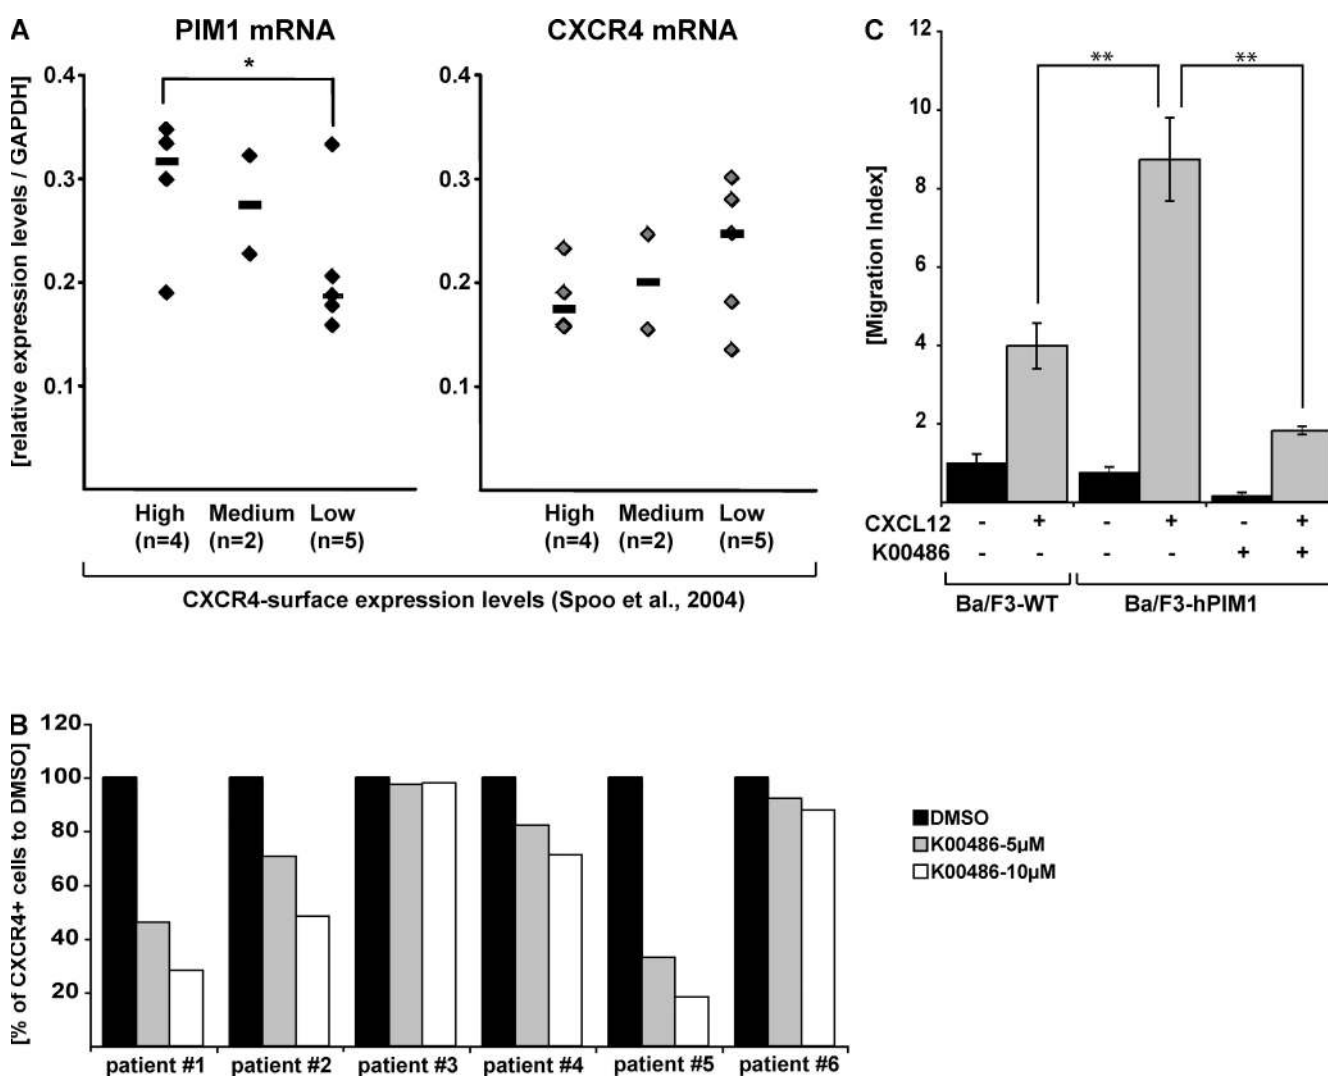 A
PIM1 mRNA
CXCR4 mRNA
[relative expression levels / GAPDH]
0.4
0.3
0.2
0.1
*
High Medium Low
(n=4) (n=2) (n=5)
0.4
0.3
0.2
0.1
High Medium Low
(n=4) (n=2) (n=5)
CXCR4-surface expression levels (Spoo et al., 2004)
C
[Migration Index]
12
10
8
6
4
2
** **
CXCL12 - + - + - +
K00486 - - - - + +
Ba/F3-WT Ba/F3-hPIM1
B
[% of CXCR4+ cells to DMSO]
120
100
80
60
40
20
patient #1 patient #2 patient #3 patient #4 patient #5 patient #6
DMSO
K00486-5µM
K00486-10µM